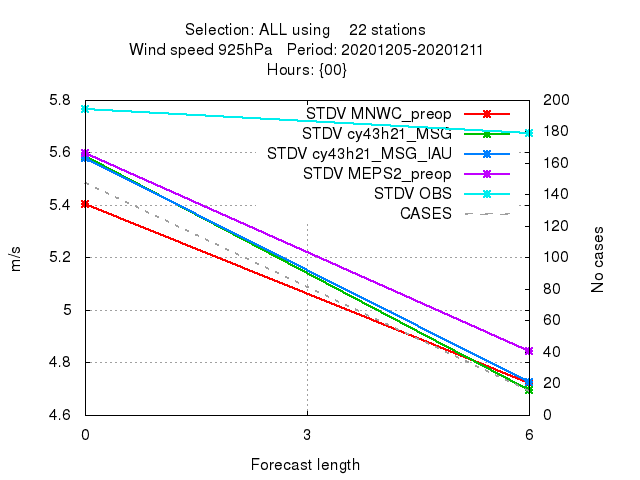 Selection: ALL using 22 stations
Wind speed 925hPa Period: 20201205-20201211
Hours: {00}
5.8
5.6
5.4
5.2
5
4.8
4.6
200
180
160
140
120
100
80
60
40
20
0
STDV MNWC_preop
STDV cy43h21_MSG
STDV cy43h21_MSG_IAU
STDV MEPS2_preop
STDV OBS
CASES
m/s
No cases
0 3 6
Forecast length